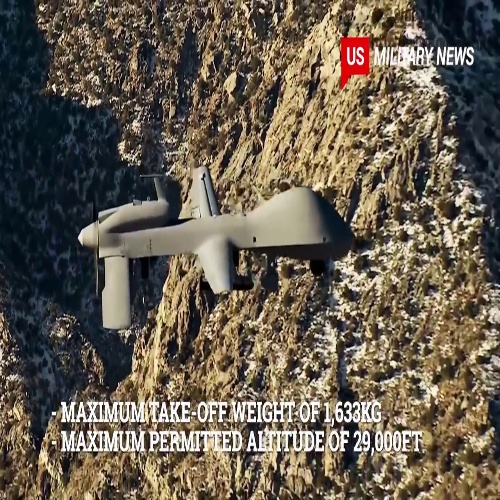 US MILITARY NEWS
- MAXIMUM TAKE-OFF WEIGHT OF 1,633KG
- MAXIMUM PERMITTED ALTITUDE OF 29,000FT